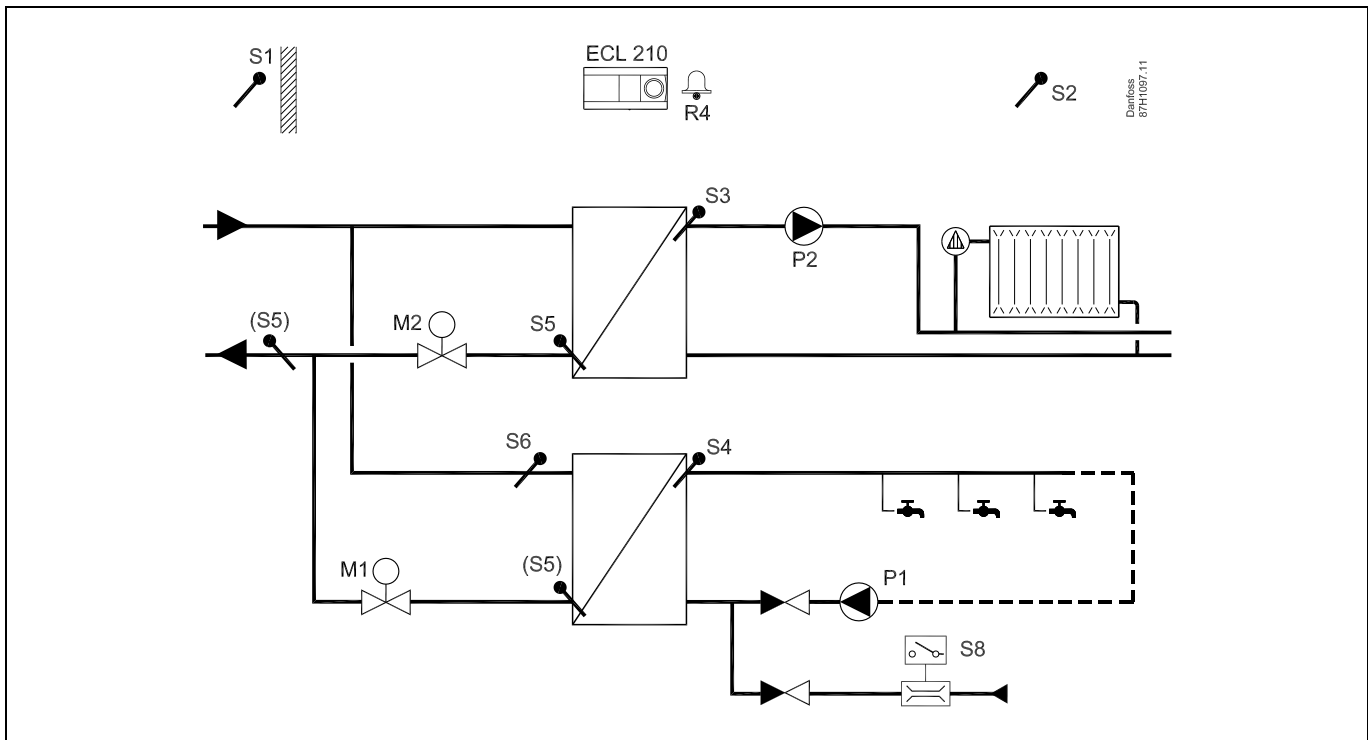 S1
ECL 210
R4
S2
Danfoss
87H1097.11
S3
P2
(S5)
M2
S5
S6
S4
M1
(S5)
P1
S8